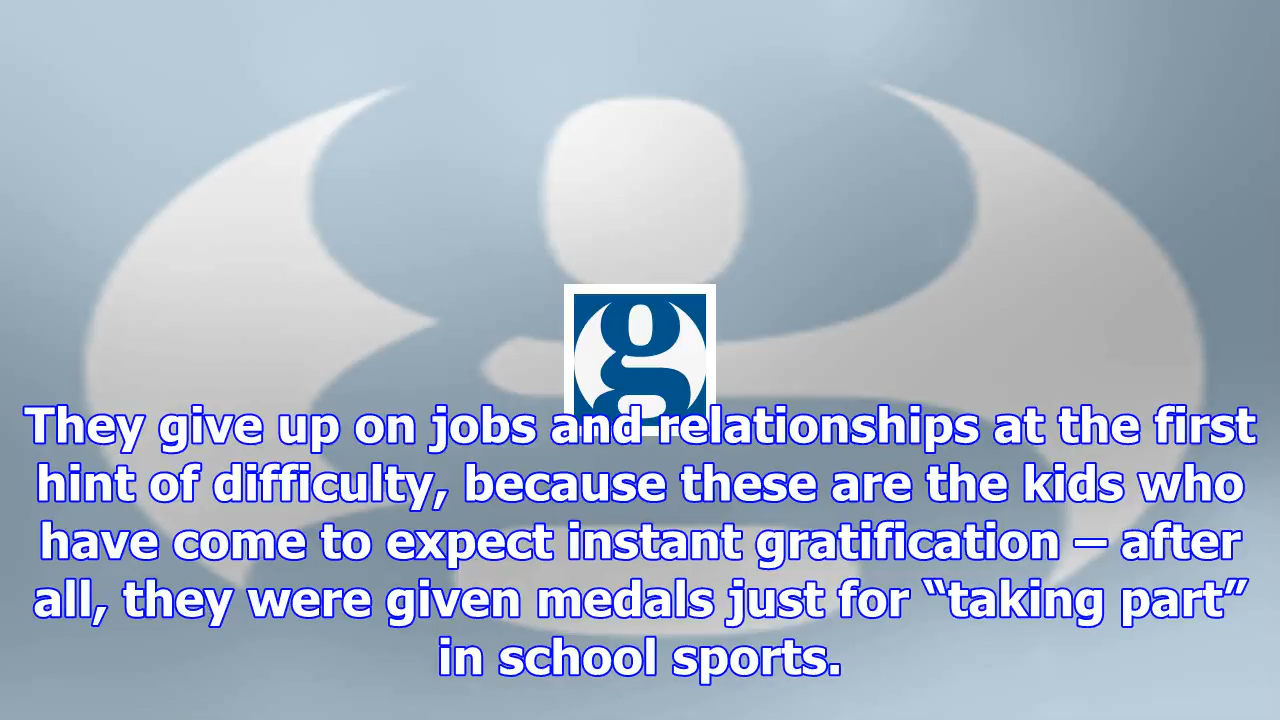 g
They give up on jobs and relationships at the first
hint of difficulty, because these are the kids who
have come to expect instant gratification – after
all, they were given medals just for “taking part”
in school sports.